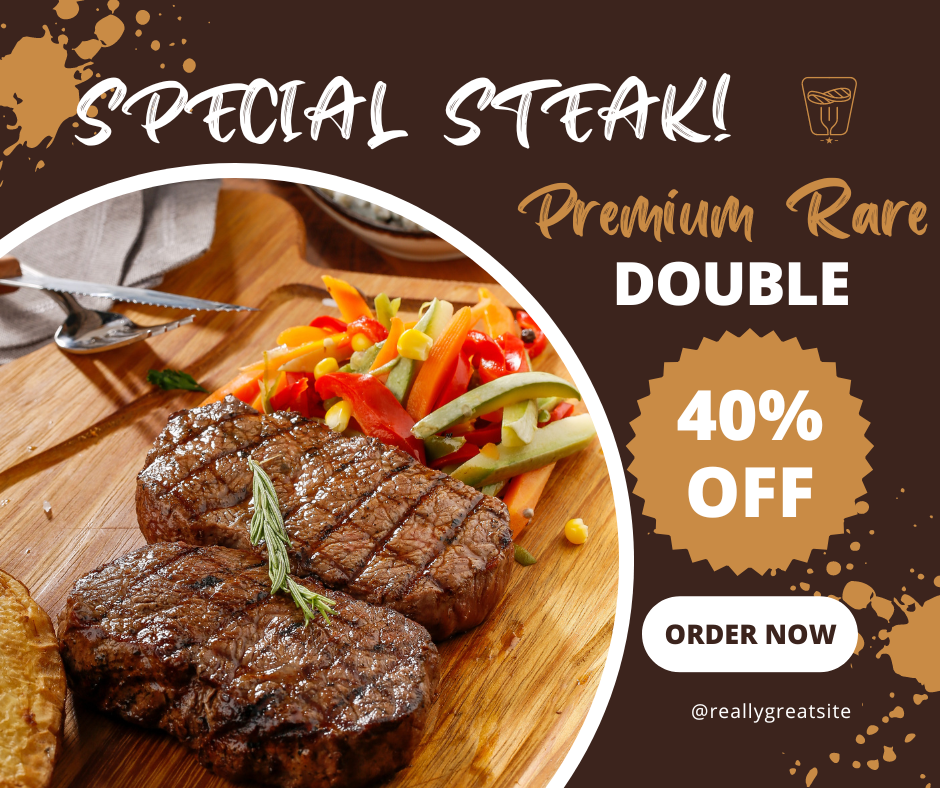 SPECIAL STEAK!
Premium Rare
DOUBLE
40%
OFF
ORDER NOW
@reallygreatsite